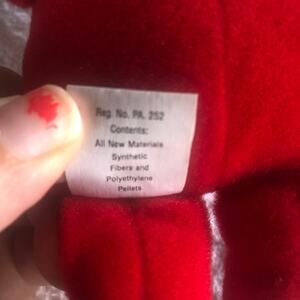 Reg. No. PA. 252
Contents:
All New Materials
Synthetic
Fibers and
Polyethylene
Pellets